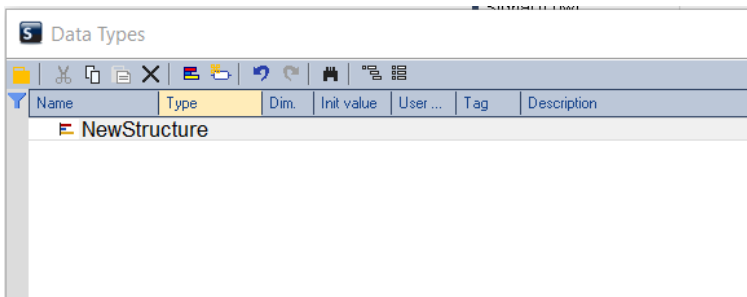 Data Types
Name Type Dim. Init value User ... Tag Description
NewStructure